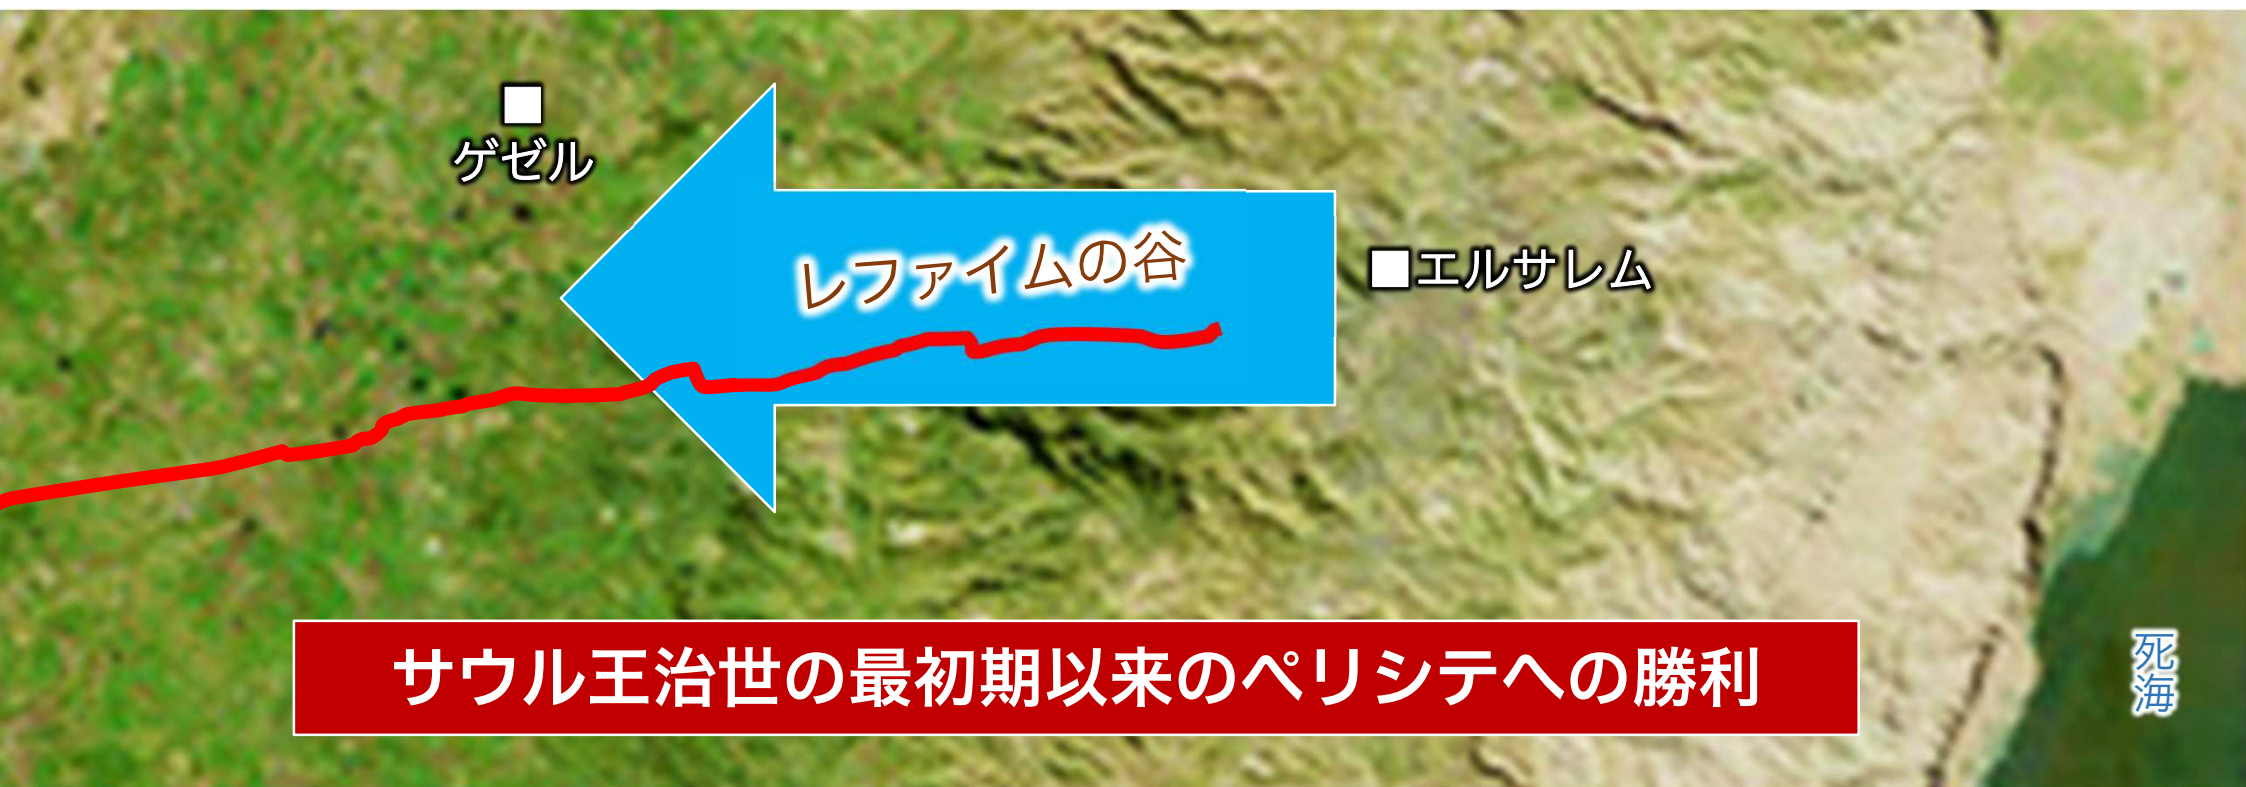 ゲゼル
レファイムの谷
エルサレム
サウル王治世の最初期以来のペリシテへの勝利
死海